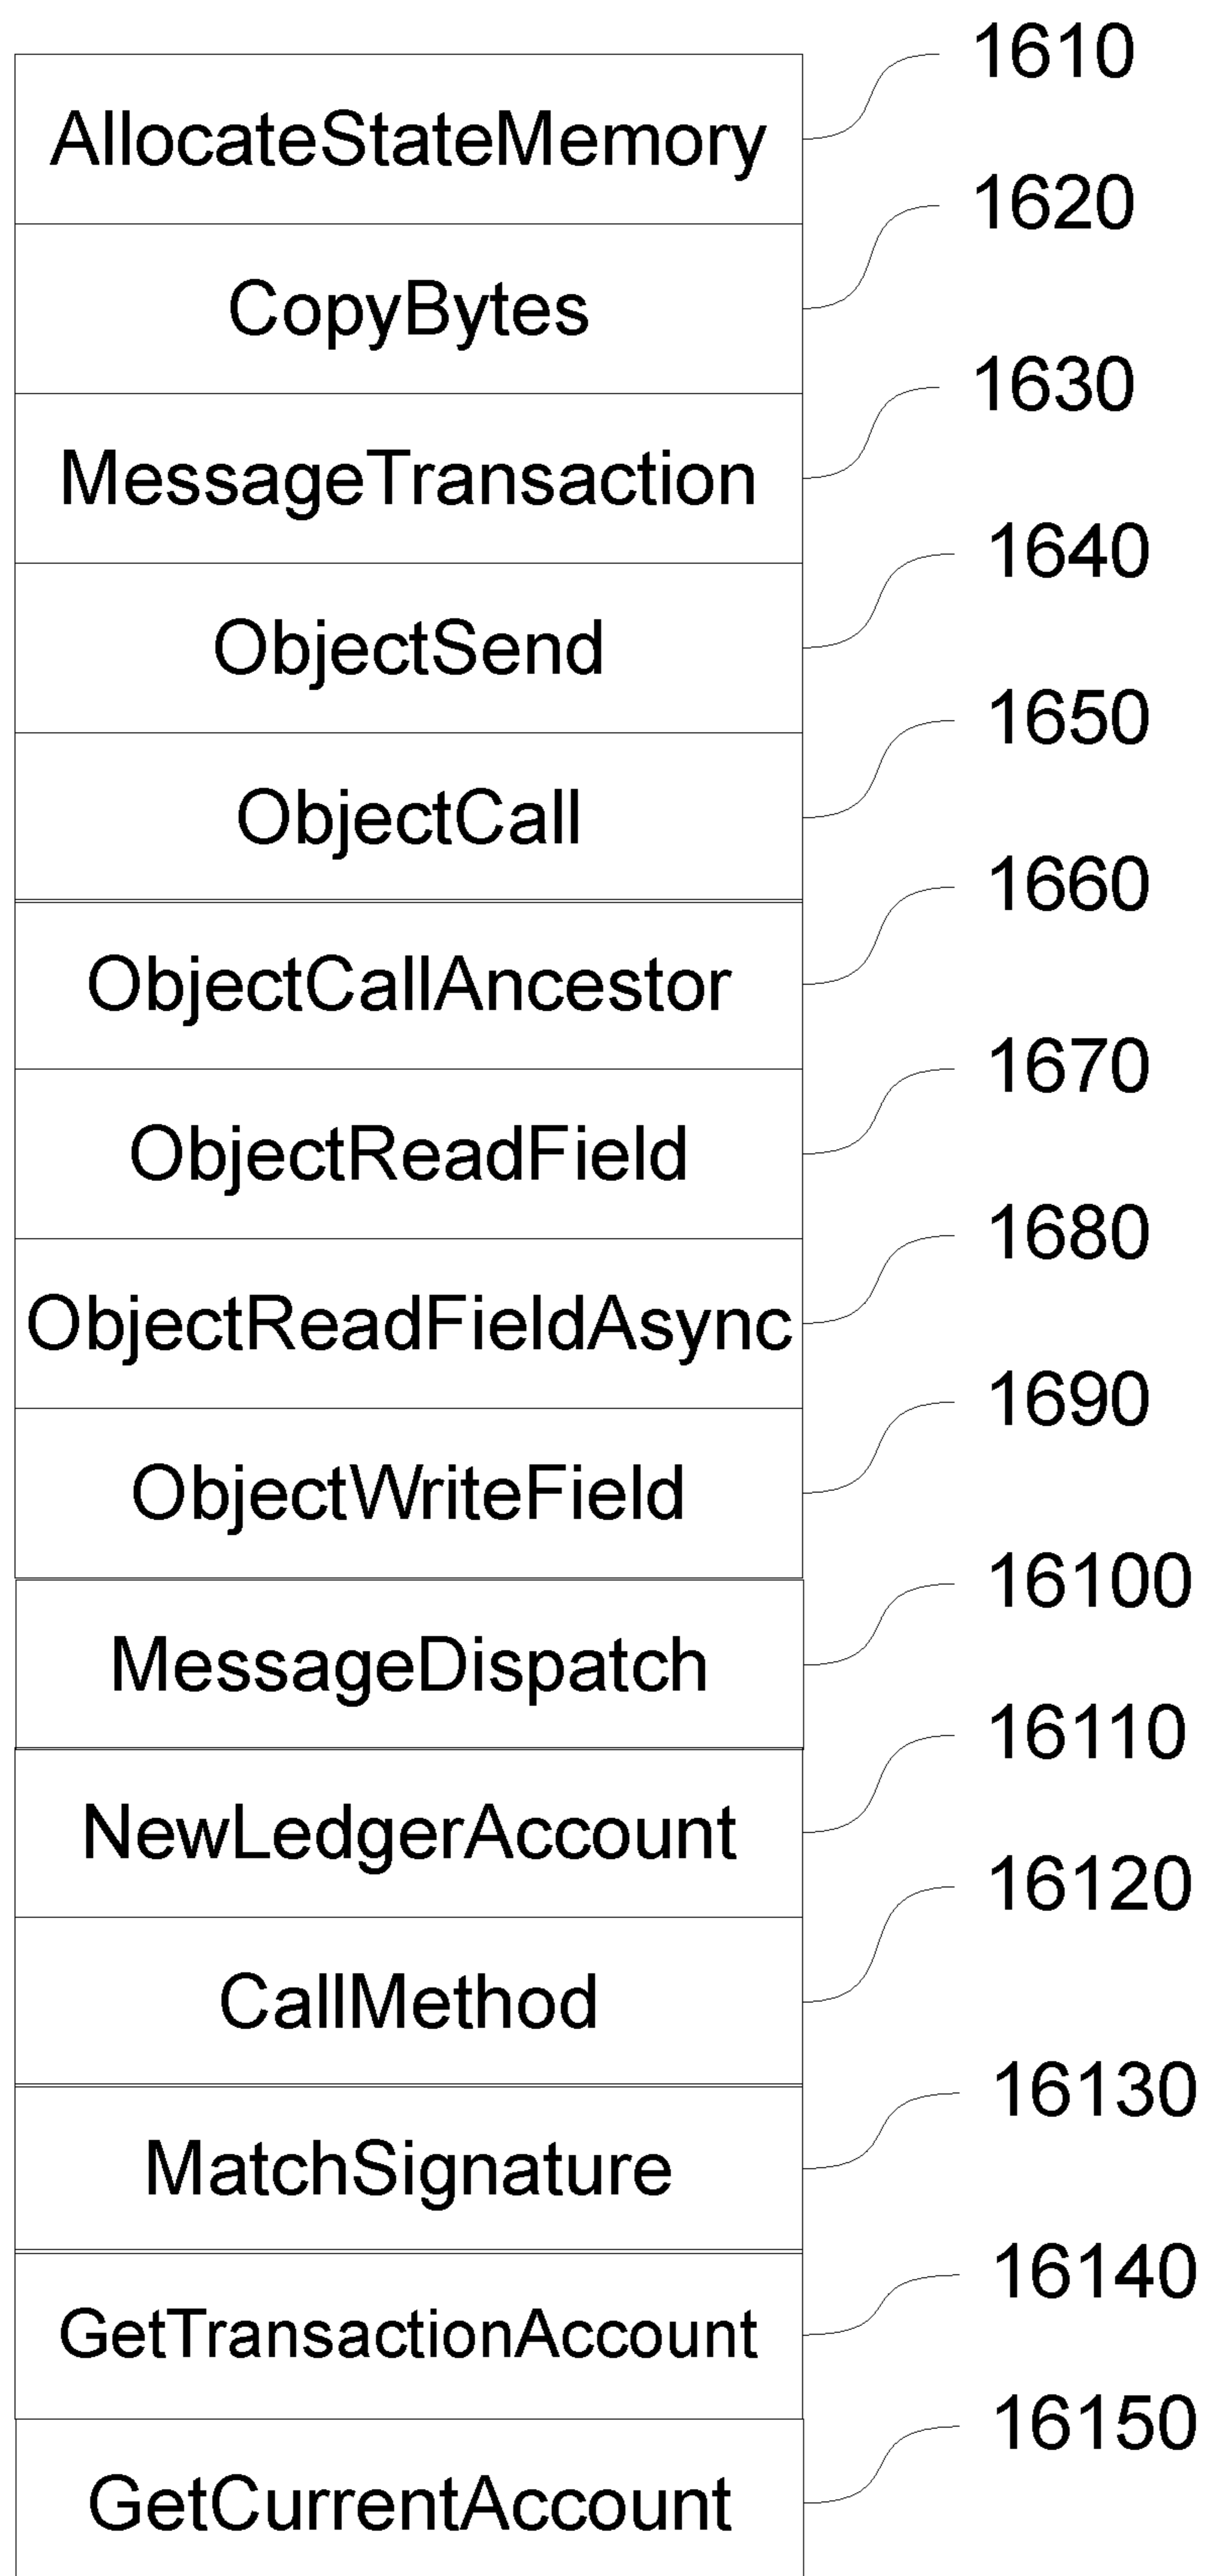 1610
AllocateStateMemory
1620
CopyBytes
1630
MessageTransaction
1640
ObjectSend
1650
ObjectCall
1660
ObjectCallAncestor
1670
ObjectReadField
1680
ObjectReadFieldAsync
1690
ObjectWriteField
16100
MessageDispatch
16110
NewLedgerAccount
16120
CallMethod
16130
MatchSignature
16140
GetTransactionAccount
16150
GetCurrentAccount